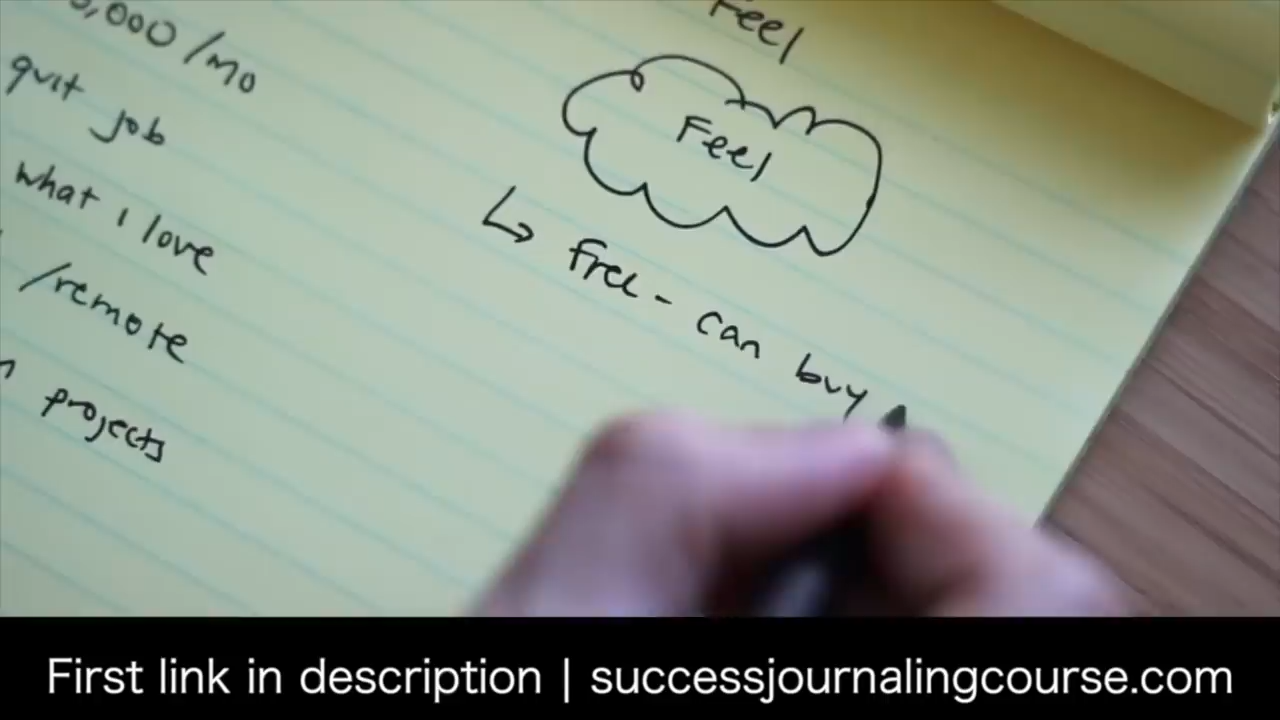 ,000 /mo
quit job
what I love
/remote
projects
Feel
Feel
↳ free - can buy
First link in description | successjournalingcourse.com